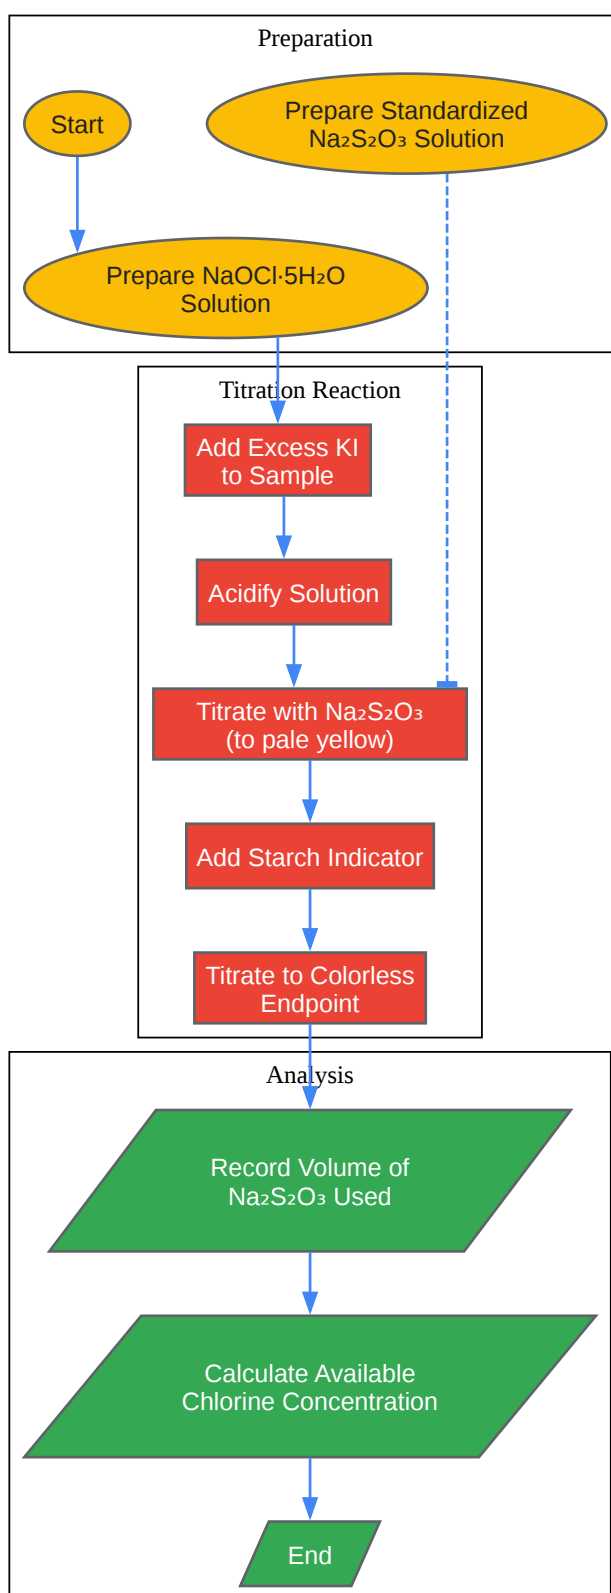 Preparation
Start
Prepare Standardized
Na₂S₂O₃ Solution
Prepare NaOCl·5H₂O
Solution
Titration Reaction
Add Excess KI
to Sample
Acidify Solution
Titrate with Na₂S₂O₃
(to pale yellow)
Add Starch Indicator
Titrate to Colorless
Endpoint
Analysis
Record Volume of
Na₂S₂O₃ Used
Calculate Available
Chlorine Concentration
End